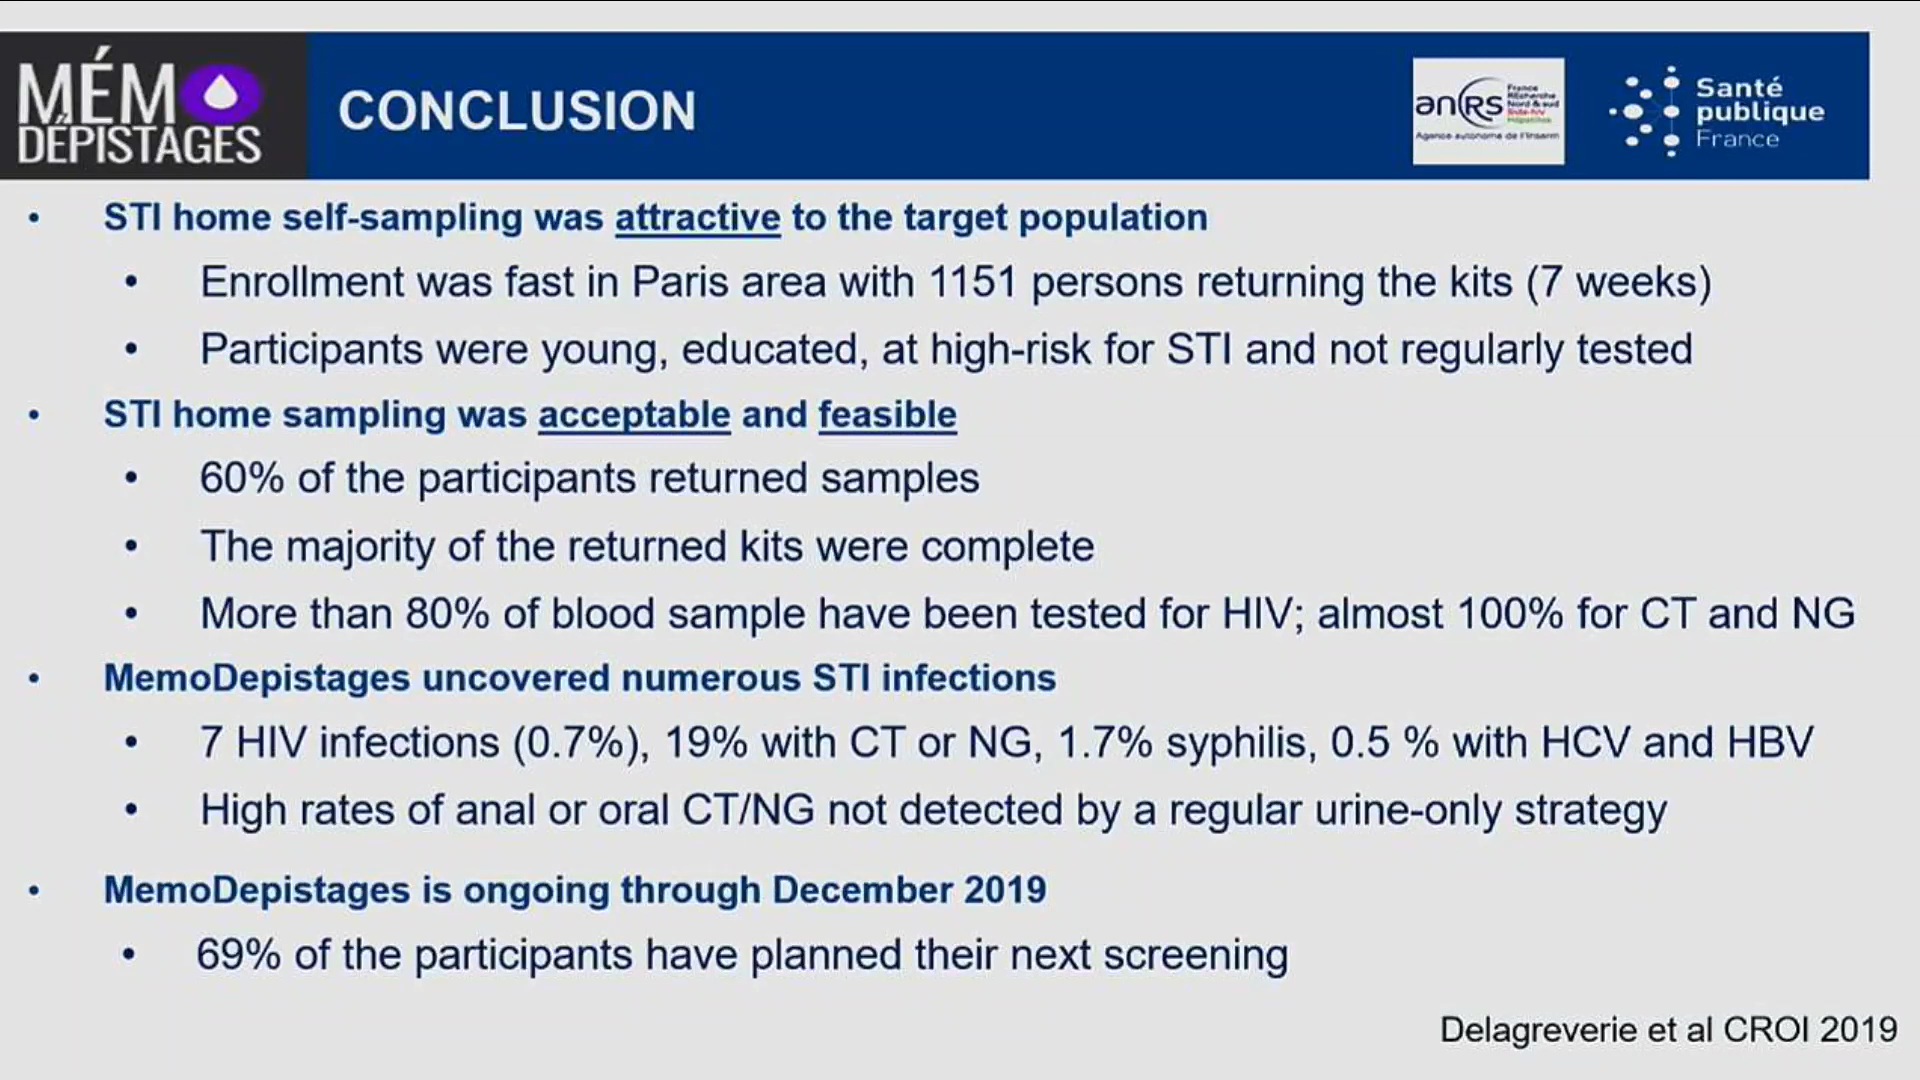 MÉMO
DÉPISTAGES
CONCLUSION
anRS
France
REcherche
Nord & sud
Sida-hiv
Hépatites
Agence autonome de l'Inserm
Santé
publique
France
• STI home self-sampling was attractive to the target population
• Enrollment was fast in Paris area with 1151 persons returning the kits (7 weeks)
• Participants were young, educated, at high-risk for STI and not regularly tested
• STI home sampling was acceptable and feasible
• 60% of the participants returned samples
• The majority of the returned kits were complete
• More than 80% of blood sample have been tested for HIV; almost 100% for CT and NG
• MemoDepistages uncovered numerous STI infections
• 7 HIV infections (0.7%), 19% with CT or NG, 1.7% syphilis, 0.5 % with HCV and HBV
• High rates of anal or oral CT/NG not detected by a regular urine-only strategy
• MemoDepistages is ongoing through December 2019
• 69% of the participants have planned their next screening
Delagreverie et al CROI 2019